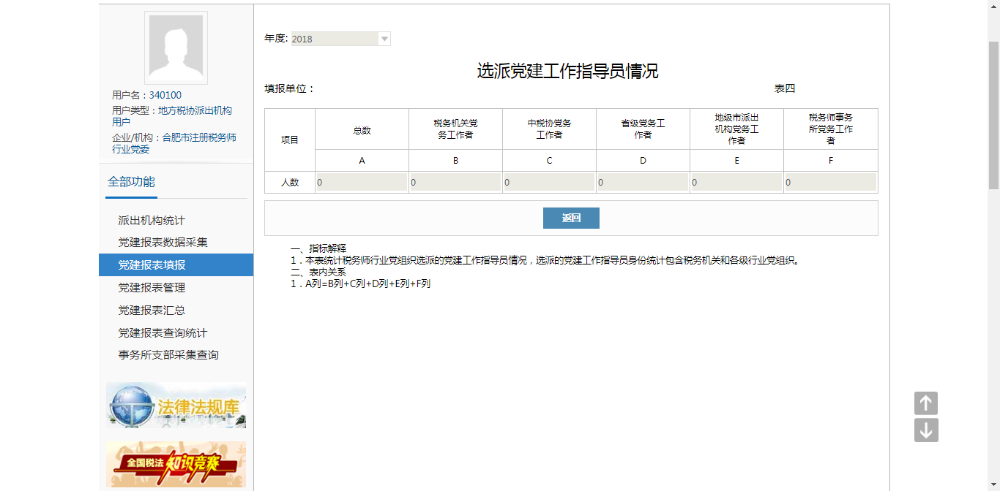 用户名：340100
用户类型：地方税协派出机构
用户
企业/机构：合肥市注册税务师
行业党委
全部功能
派出机构统计
党建报表数据采集
党建报表填报
党建报表管理
党建报表汇总
党建报表查询统计
事务所支部采集查询
法律法规库
全国税法知识竞赛
年度: 2018
选派党建工作指导员情况
填报单位： 表四
项目
总数
税务机关党
务工作者
中税协党务
工作者
省级党务工
作者
地级市派出
机构党务工
作者
税务师事务
所党务工作
者
A B C D E F
人数 0 0 0 0 0 0
返回
一、指标解释
1．本表统计税务师行业党组织选派的党建工作指导员情况，选派的党建工作指导员身份统计包含税务机关和各级行业党组织。
二、表内关系
1．A列=B列+C列+D列+E列+F列